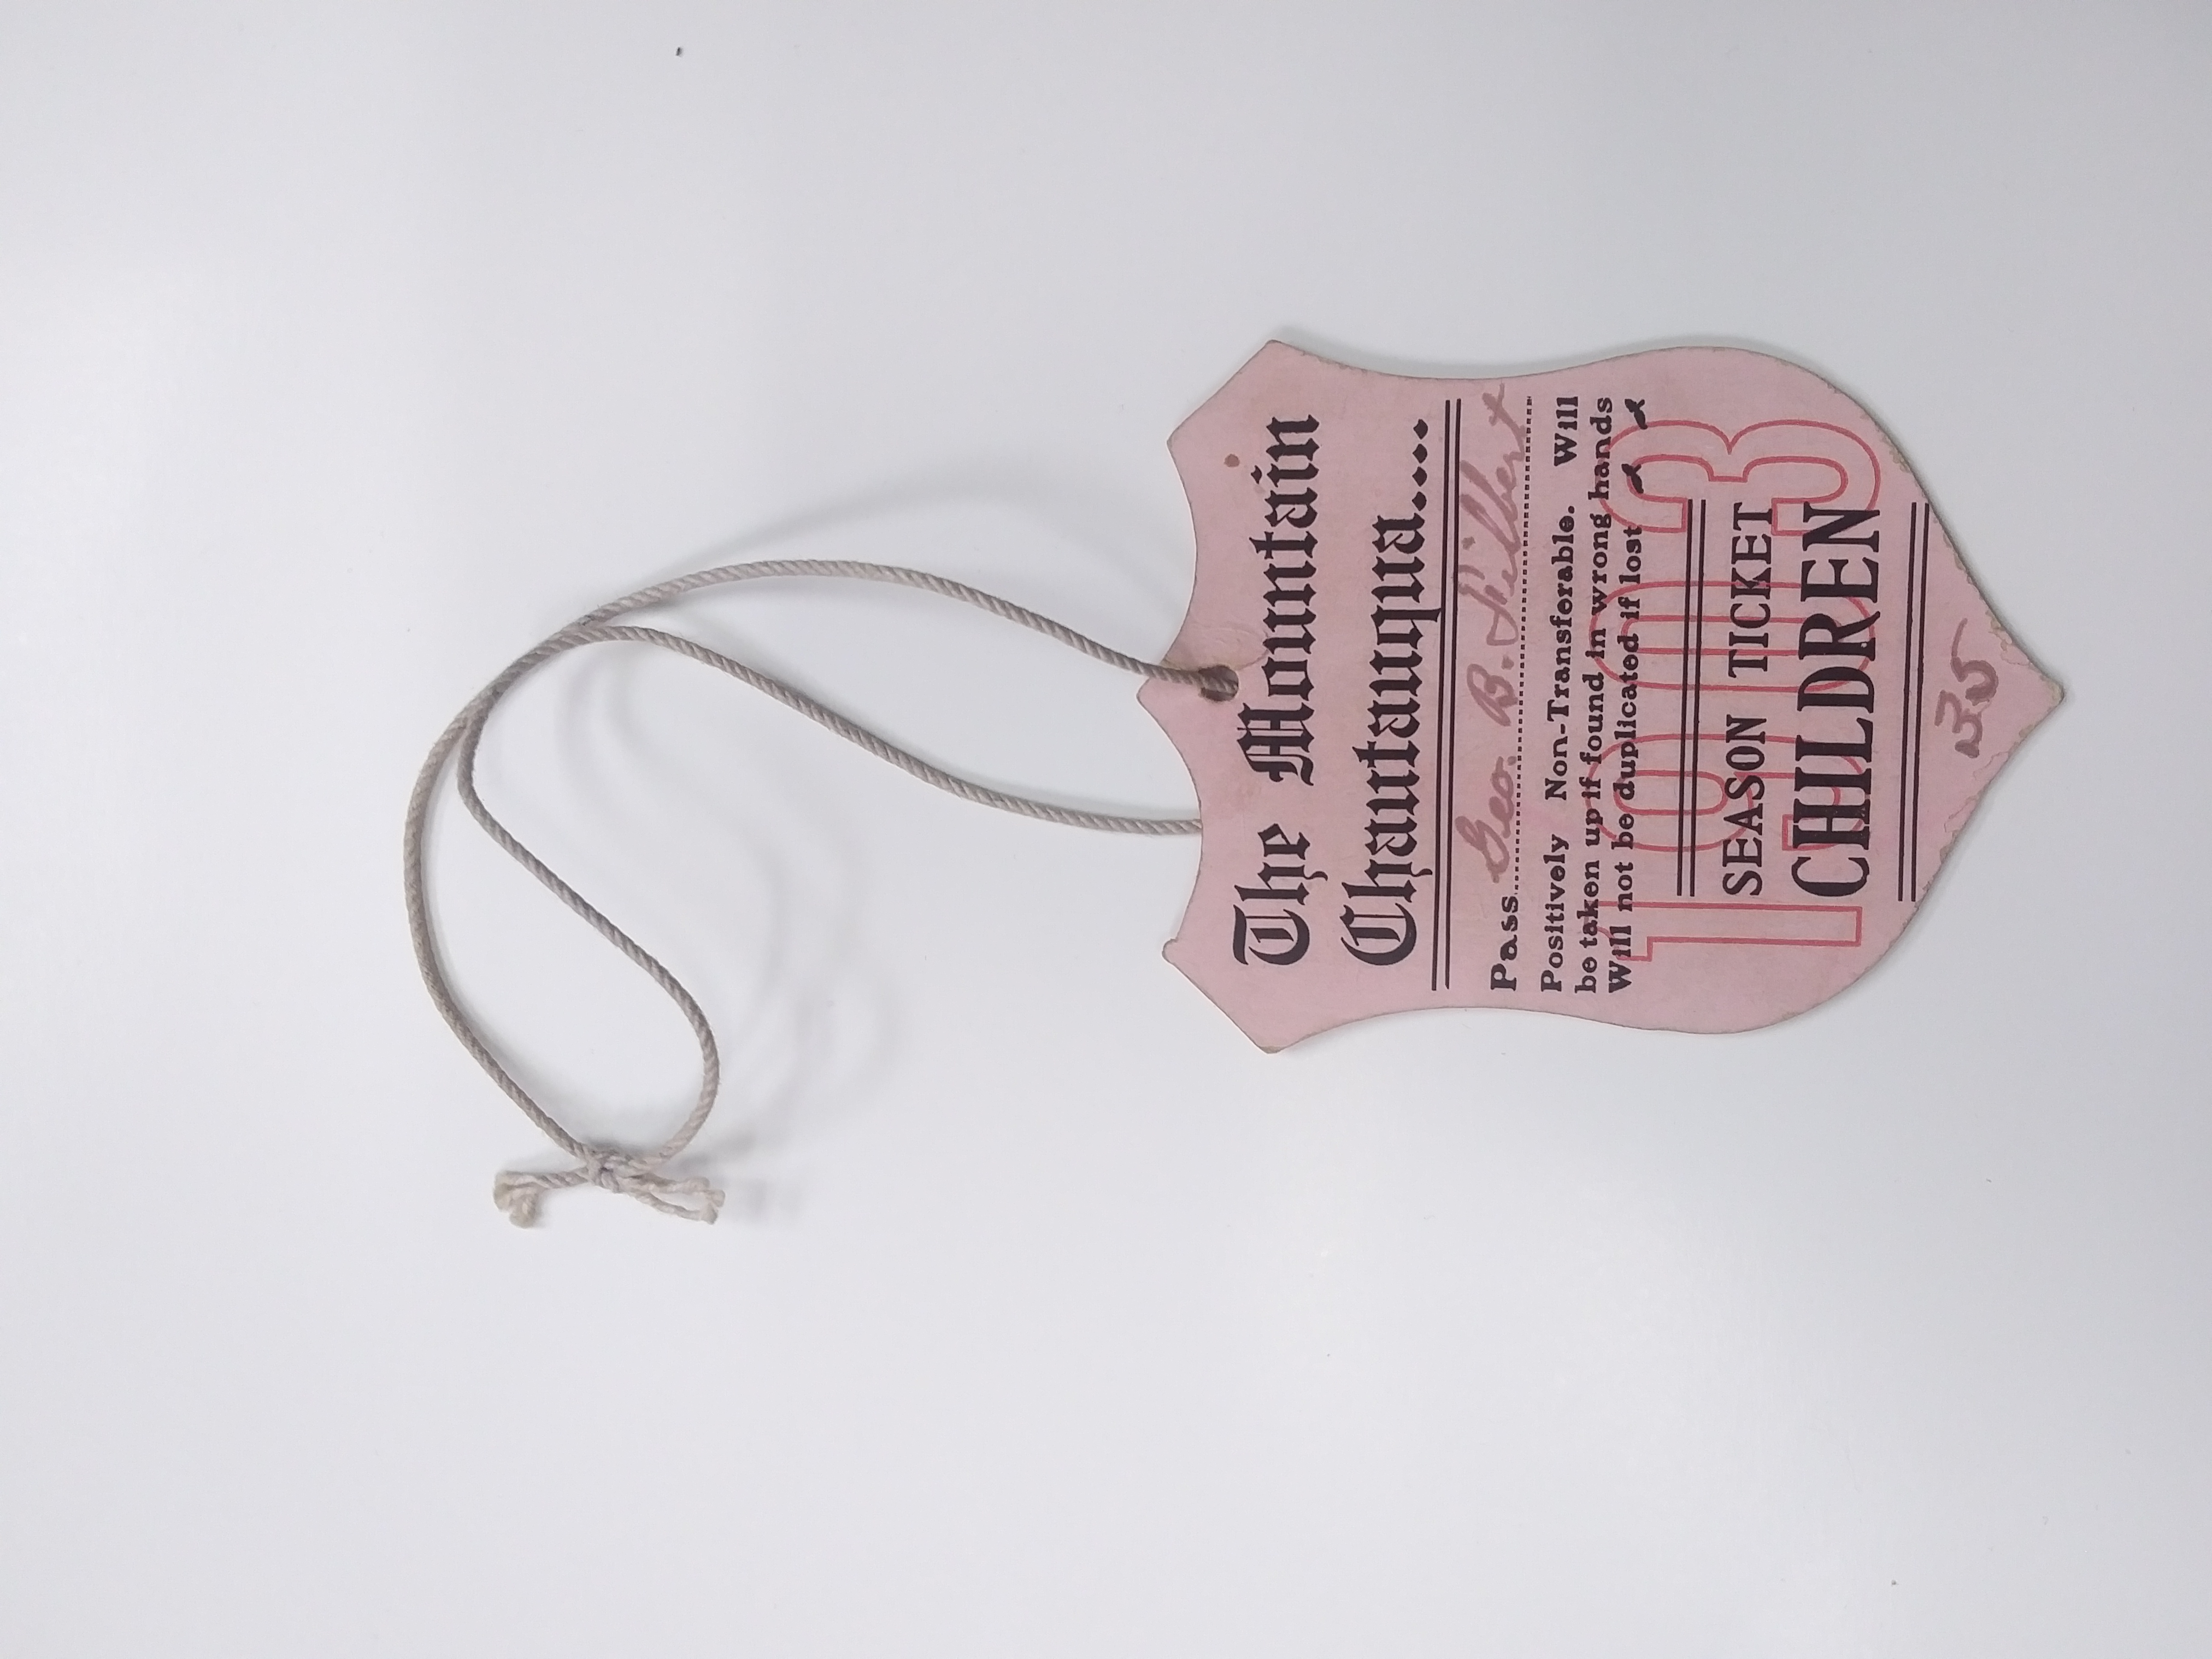 The Mountain
Chautauqua....
Pass Geo. B. Filbert
Positively Non-Transferable. Will
be taken up if found in wrong hands
Will not be duplicated if lost
1903
SEASON TICKET
CHILDREN
35